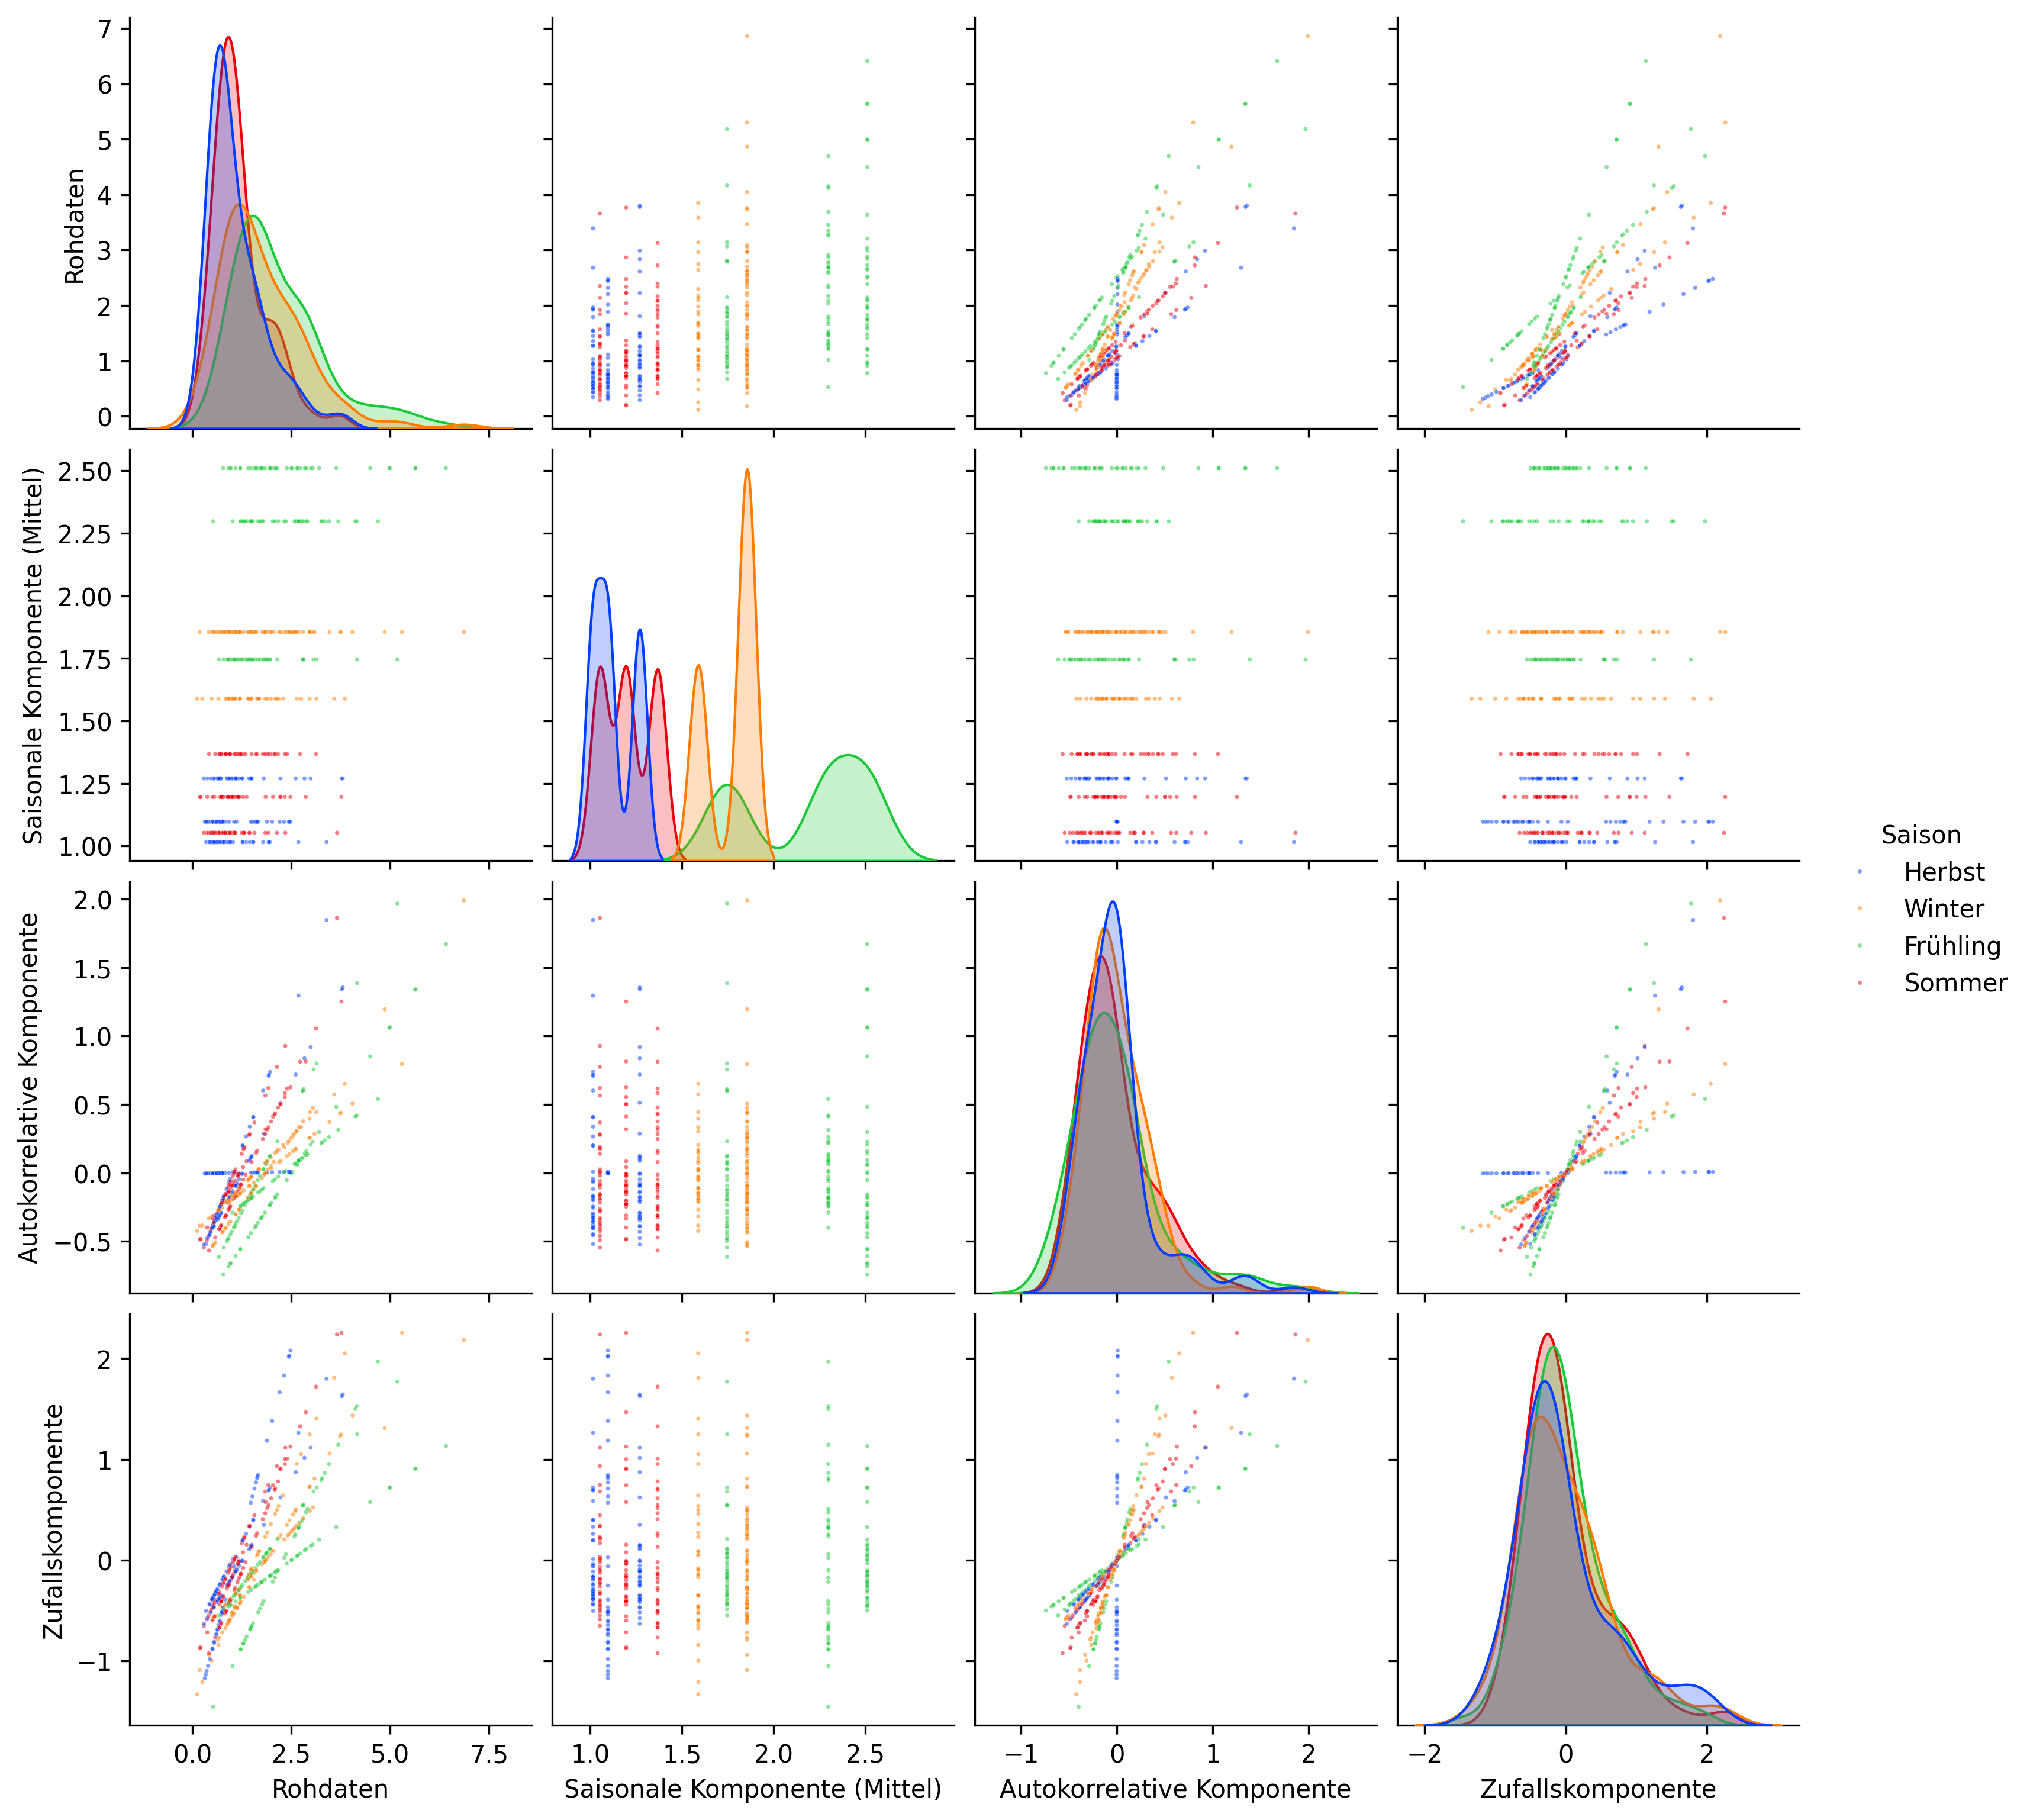 7
6
5
4
3
2
1
0
Rohdaten
2.50
2.25
2.00
1.75
1.50
1.25
1.00
Saisonale Komponente (Mittel)
2.0
1.5
1.0
0.5
0.0
−0.5
Autokorrelative Komponente
2
1
0
−1
Zufallskomponente
0.0 2.5 5.0 7.5
Rohdaten
1.0 1.5 2.0 2.5
Saisonale Komponente (Mittel)
−1 0 1 2
Autokorrelative Komponente
−2 0 2
Zufallskomponente
Saison
Herbst
Winter
Frühling
Sommer